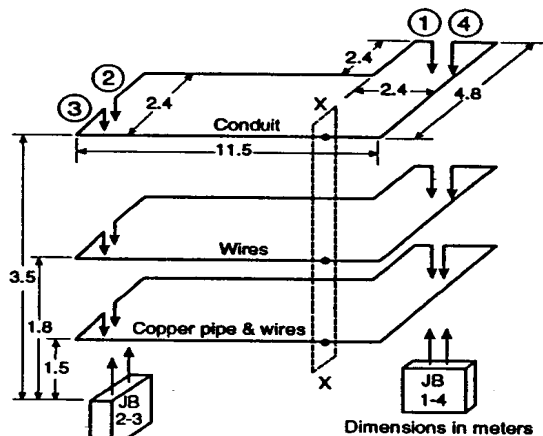 1 4
2.4
2
3
2.4
2.4
4.8
X
Conduit
11.5
Wires
3.5
1.8
Copper pipe & wires
1.5
X
JB
2-3
JB
1-4
Dimensions in meters